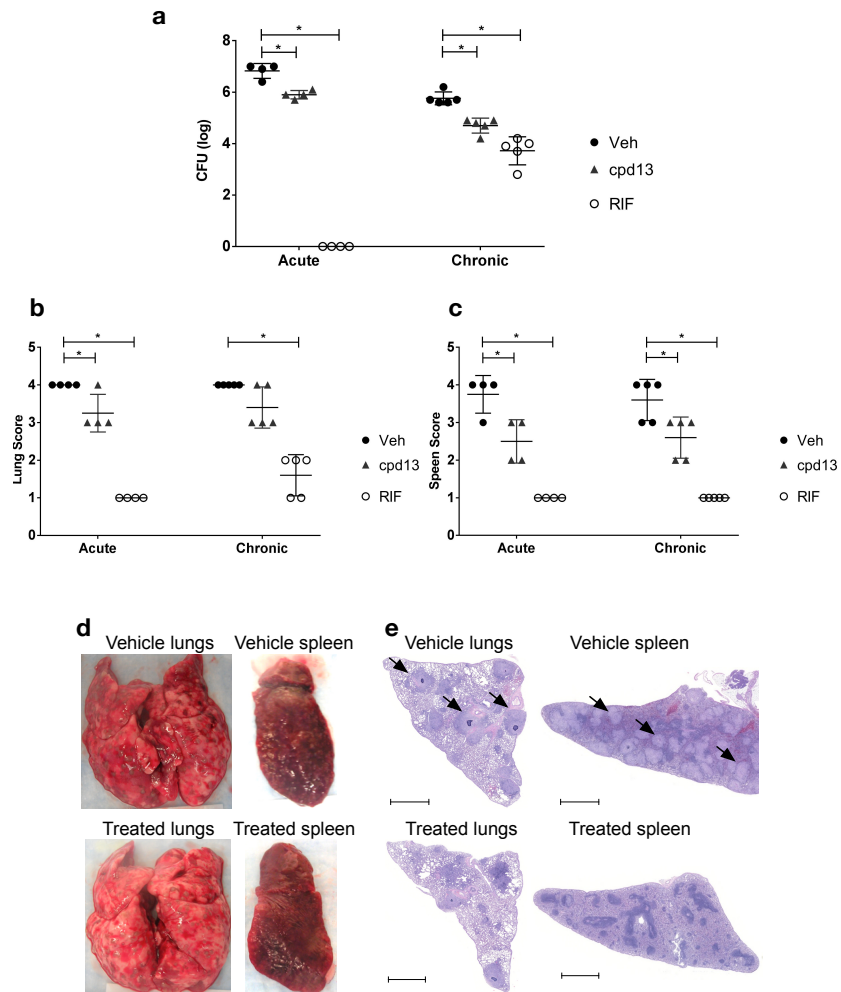 a
* *
* *
8
6
4
2
0
CFU (log)
Acute Chronic
Veh
cpd13
RIF
b
* *
*
5
4
3
2
1
0
Lung Score
Acute Chronic
Veh
cpd13
RIF
c
* *
* *
5
4
3
2
1
0
Speen Score
Acute Chronic
Veh
cpd13
RIF
d
Vehicle lungs Vehicle spleen
Treated lungs Treated spleen
e
Vehicle lungs Vehicle spleen
Treated lungs Treated spleen